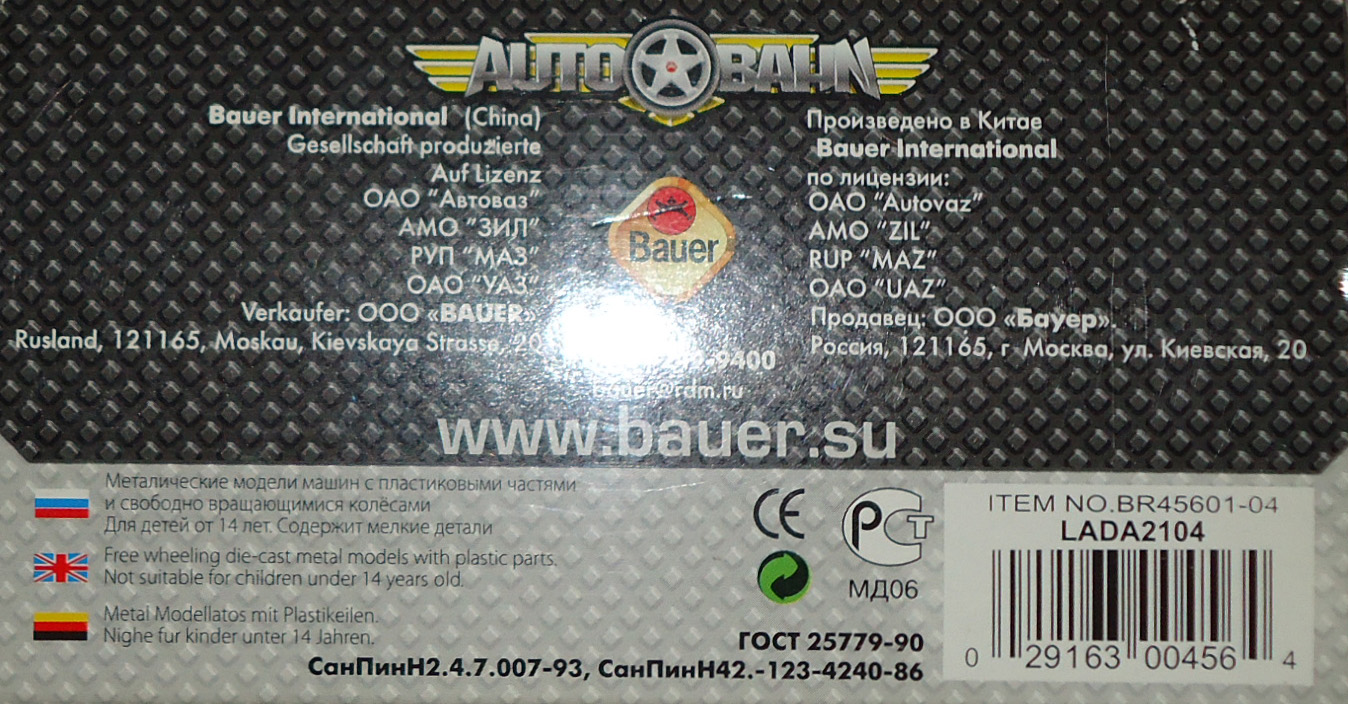 AUTOBAHN
Bauer International (China)
Gesellschaft produzierte
Auf Lizenz
ОАО "Автоваз"
АМО "ЗИЛ"
РУП "МАЗ"
ОАО "УАЗ"
Verkaufer: ООО «BAUER»
Rusland, 121165, Moskau, Kievskaya Strasse, 20
Bauer
Произведено в Китае
Bauer International
по лицензии:
ОАО "Autovaz"
АМО "ZIL"
RUP "MAZ"
ОАО "UAZ"
Продавец: ООО «Бауер».
Россия, 121165, г Москва, ул. Киевская, 20
-9400
bauer@rdm.ru
www.bauer.su
Металические модели машин с пластиковыми частями
и свободно вращающимися колёсами
Для детей от 14 лет. Содержит мелкие детали
Free wheeling die-cast metal models with plastic parts.
Not suitable for children under 14 years old.
Metal Modellatos mit Plastikeilen.
Nighe fur kinder unter 14 Jahren.
CE
РСТ
МД06
ГОСТ 25779-90
СанПинН2.4.7.007-93, СанПинН42.-123-4240-86
ITEM NO.BR45601-04
LADA2104
0 29163 00456 4